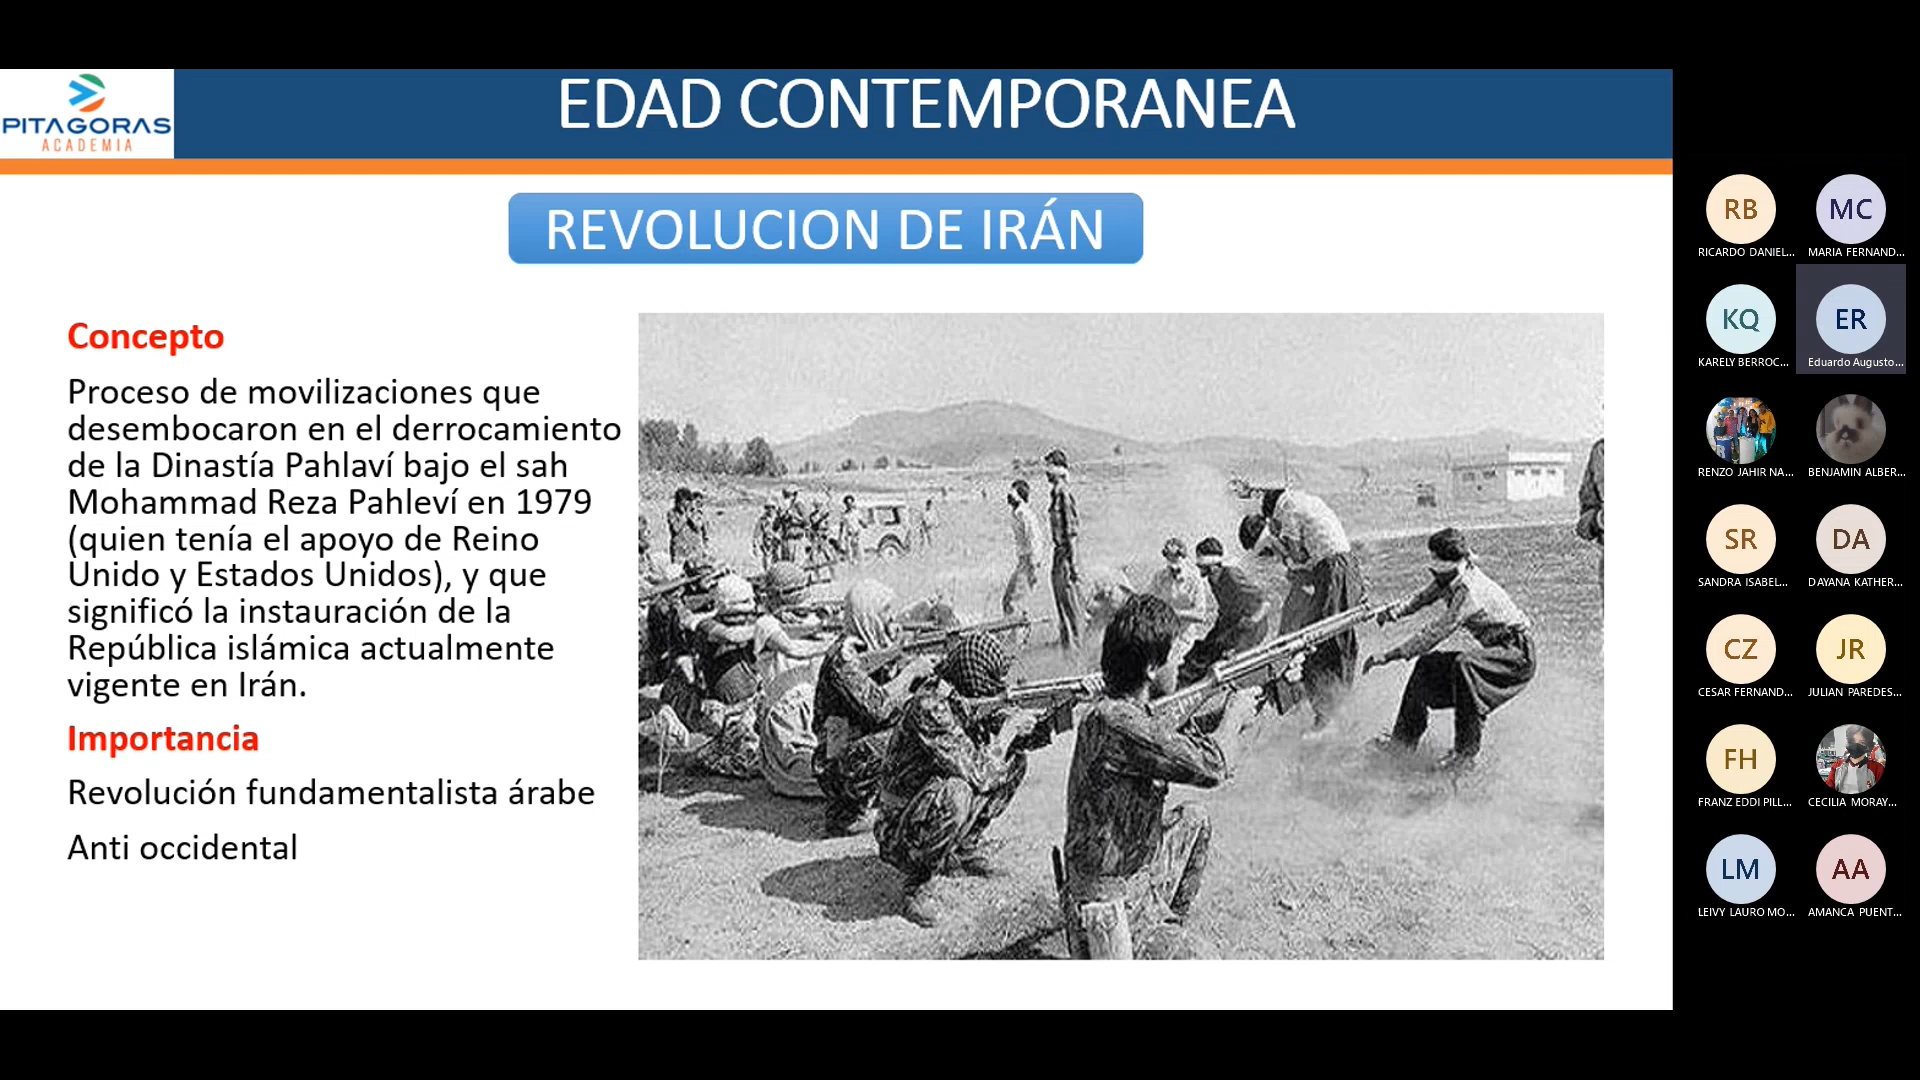 PITAGORAS
ACADEMIA
EDAD CONTEMPORANEA
REVOLUCION DE IRÁN
Concepto
Proceso de movilizaciones que
desembocaron en el derrocamiento
de la Dinastía Pahlaví bajo el sah
Mohammad Reza Pahleví en 1979
(quien tenía el apoyo de Reino
Unido y Estados Unidos), y que
significó la instauración de la
República islámica actualmente
vigente en Irán.
Importancia
Revolución fundamentalista árabe
Anti occidental
RB
RICARDO DANIEL...
MC
MARIA FERNAND...
KQ
KARELY BERROC...
ER
Eduardo Augusto...
RENZO JAHIR NA...
BENJAMIN ALBER...
SR
SANDRA ISABEL...
DA
DAYANA KATHER...
CZ
CESAR FERNAND...
JR
JULIAN PAREDES...
FH
FRANZ EDDI PILL...
CECILIA MORAY...
LM
LEIVY LAURO MO...
AA
AMANCA PUENT...